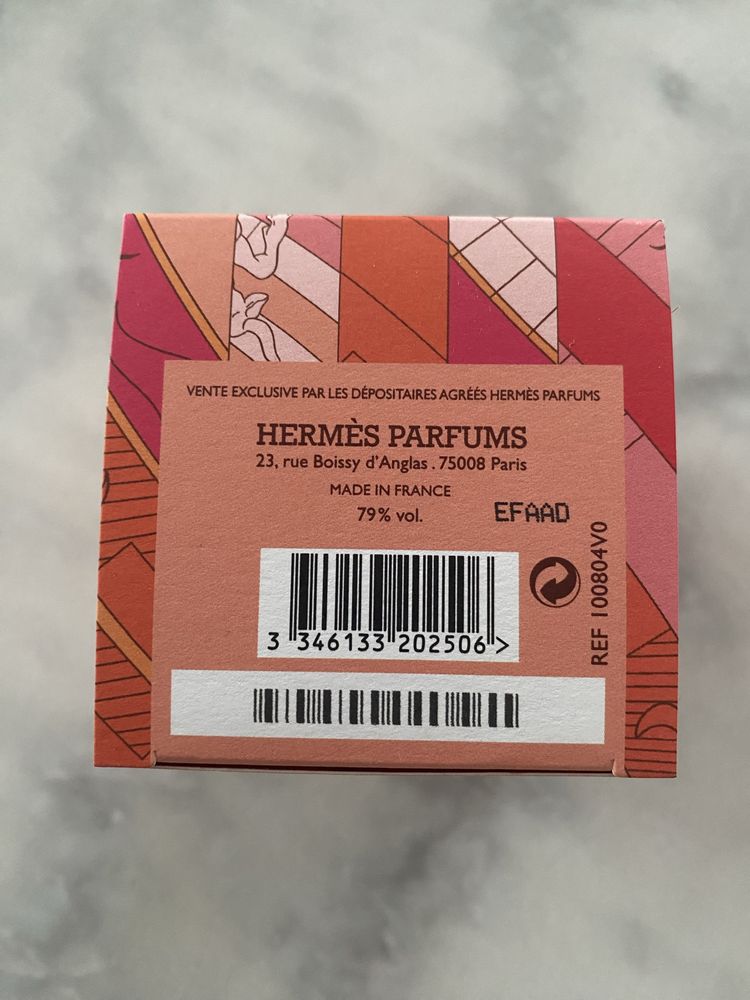 VENTE EXCLUSIVE PAR LES DÉPOSITAIRES AGRÉÉS HERMÈS PARFUMS
HERMÈS PARFUMS
23, rue Boissy d'Anglas . 75008 Paris
MADE IN FRANCE
79% vol.
EFAAD
REF 100804V0
3 346133 202506 >